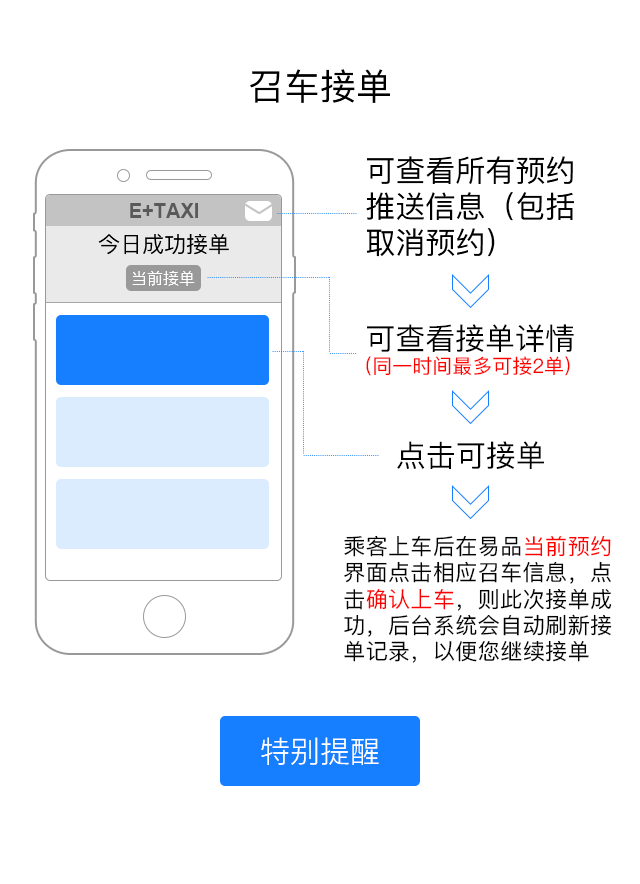 召车接单
E+TAXI
今日成功接单
当前接单
可查看所有预约
推送信息（包括
取消预约）
可查看接单详情
(同一时间最多可接2单)
点击可接单
乘客上车后在易品当前预约
界面点击相应召车信息，点
击确认上车，则此次接单成
功，后台系统会自动刷新接
单记录，以便您继续接单
特别提醒